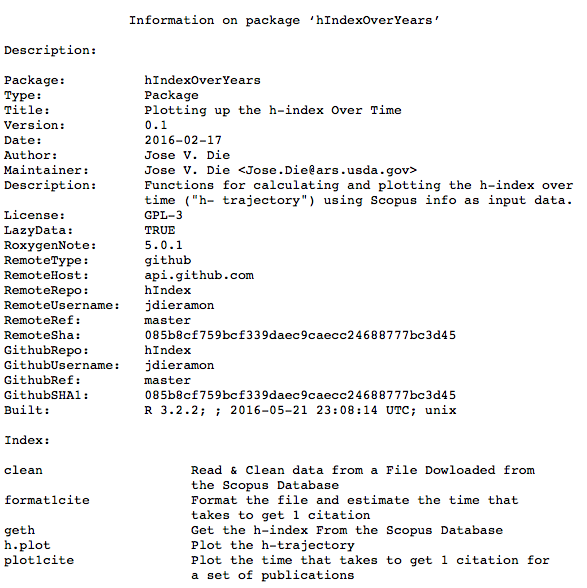 Information on package ‘hIndexOverYears’
Description:
Package: hIndexOverYears
Type: Package
Title: Plotting up the h-index Over Time
Version: 0.1
Date: 2016-02-17
Author: Jose V. Die
Maintainer: Jose V. Die <Jose.Die@ars.usda.gov>
Description: Functions for calculating and plotting the h-index over
time ("h- trajectory") using Scopus info as input data.
License: GPL-3
LazyData: TRUE
RoxygenNote: 5.0.1
RemoteType: github
RemoteHost: api.github.com
RemoteRepo: hIndex
RemoteUsername: jdieramon
RemoteRef: master
RemoteSha: 085b8cf759bcf339daec9caecc24688777bc3d45
GithubRepo: hIndex
GithubUsername: jdieramon
GithubRef: master
GithubSHA1: 085b8cf759bcf339daec9caecc24688777bc3d45
Built: R 3.2.2; ; 2016-05-21 23:08:14 UTC; unix
Index:
clean Read & Clean data from a File Dowloaded from
the Scopus Database
format1cite Format the file and estimate the time that
takes to get 1 citation
geth Get the h-index From the Scopus Database
h.plot Plot the h-trajectory
plot1cite Plot the time that takes to get 1 citation for
a set of publications